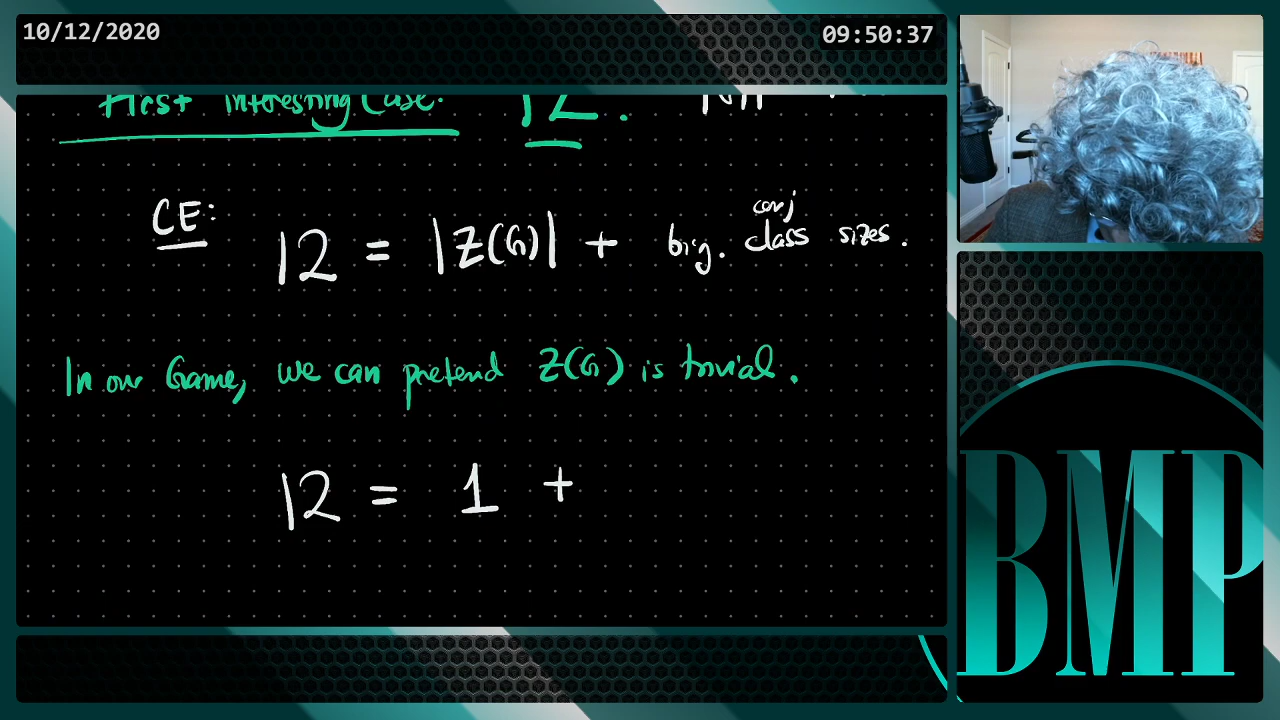 10/12/2020
09:50:37
First Interesting Case: 12.
CE: 12 = |Z(G)| + big. conj class sizes.
In our Game, we can pretend Z(G) is trivial.
12 = 1 +
BMP